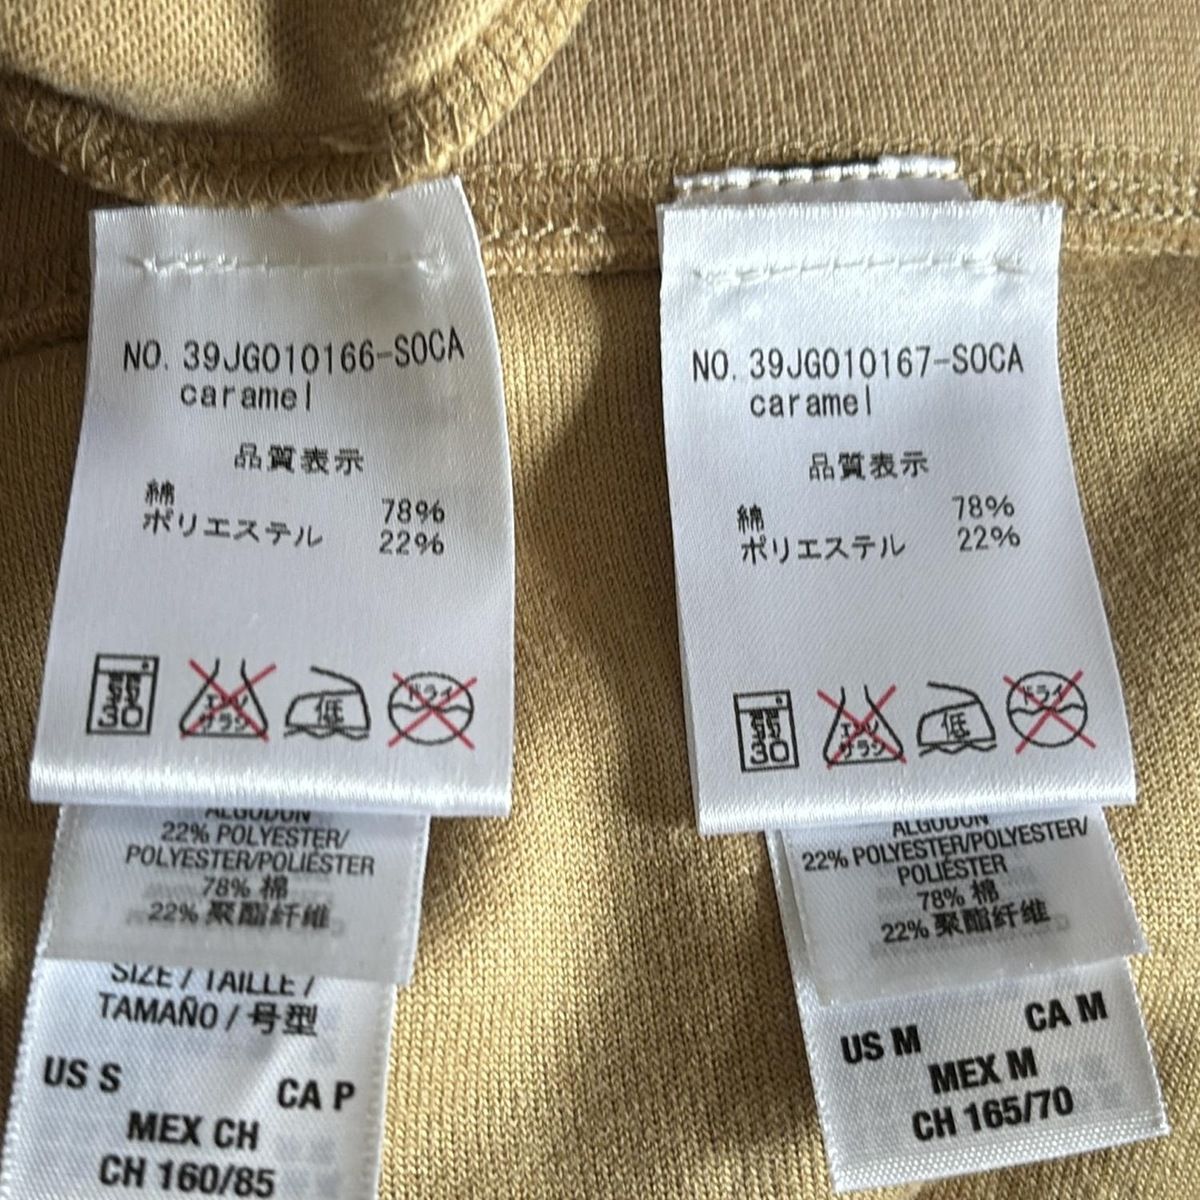 NO. 39JG010166-SOCA
caramel
品質表示
綿 78%
ポリエステル 22%
30
エンソ
サラシ
低
ドライ
ALGODÓN
22% POLYESTER/
POLYESTER/POLIÉSTER
78% 棉
22% 聚酯纤维
SIZE / TAILLE /
TAMAÑO / 号型
US S CA P
MEX CH
CH 160/85
NO. 39JG010167-SOCA
caramel
品質表示
綿 78%
ポリエステル 22%
30
エンソ
サラシ
低
ドライ
ALGODÓN
22% POLYESTER/POLYESTER/
POLIÉSTER
78% 棉
22% 聚酯纤维
US M CA M
MEX M
CH 165/70